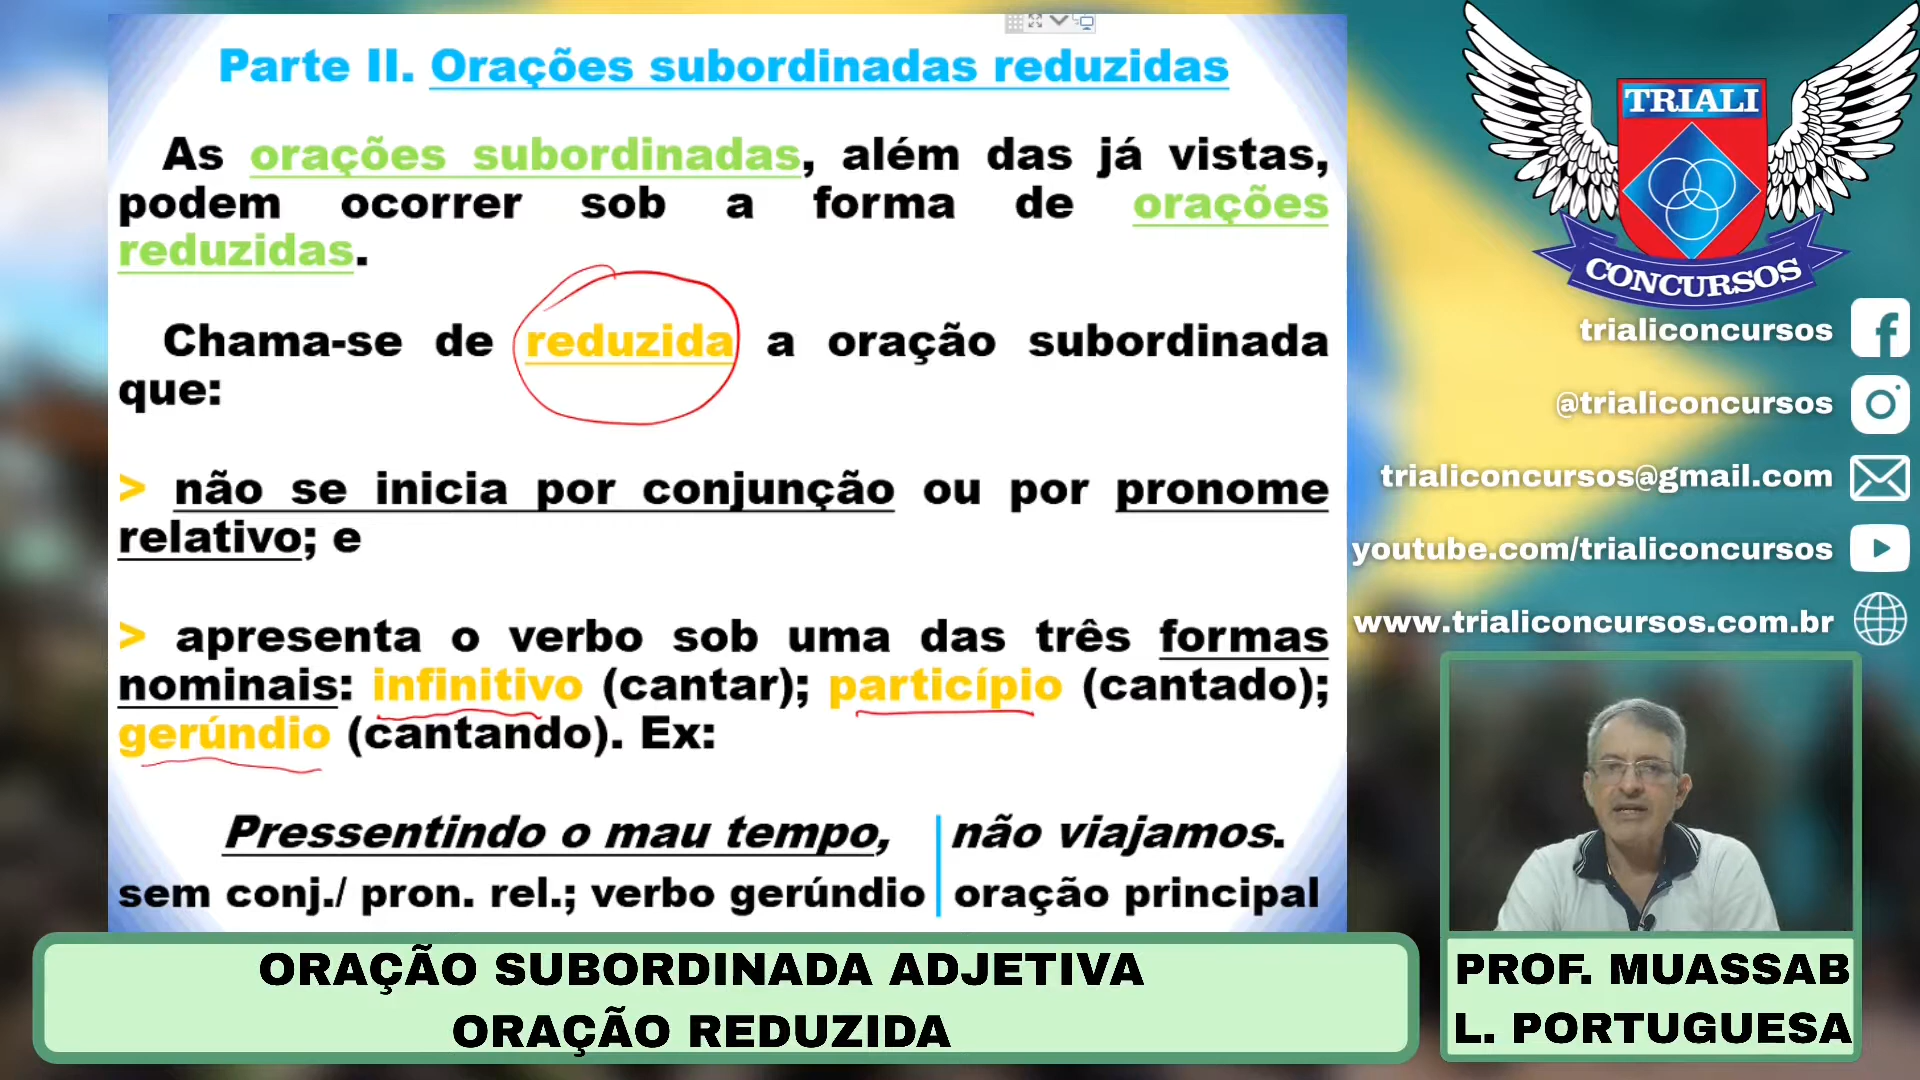 Parte II. Orações subordinadas reduzidas
As orações subordinadas, além das já vistas,
podem ocorrer sob a forma de orações
reduzidas.
Chama-se de reduzida a oração subordinada
que:
> não se inicia por conjunção ou por pronome
relativo; e
> apresenta o verbo sob uma das três formas
nominais: infinitivo (cantar); particípio (cantado);
gerúndio (cantando). Ex:
Pressentindo o mau tempo, não viajamos.
sem conj./ pron. rel.; verbo gerúndio oração principal
ORAÇÃO SUBORDINADA ADJETIVA
ORAÇÃO REDUZIDA
TRIALI
CONCURSOS
trialiconcursos
@trialiconcursos
trialiconcursos@gmail.com
youtube.com/trialiconcursos
www.trialiconcursos.com.br
PROF. MUASSAB
L. PORTUGUESA